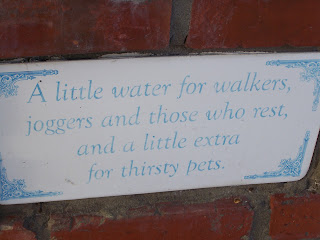 A little water for walkers,
joggers and those who rest,
and a little extra
for thirsty pets.